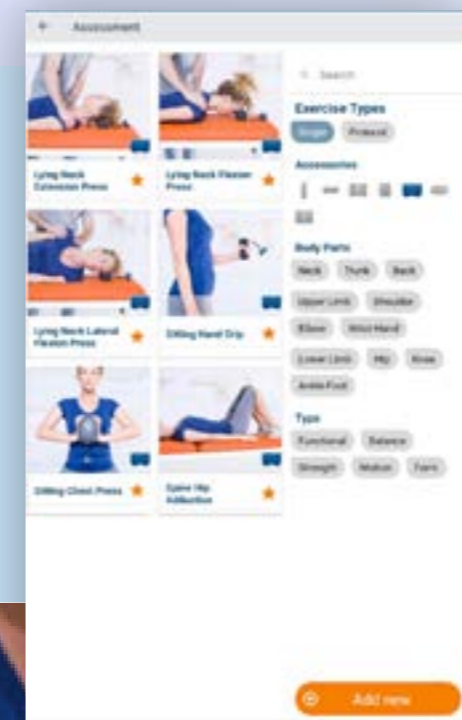 Assessment
Search
Lying Neck
Extension Press
Lying Neck Flexion
Press
Lying Neck Lateral
Flexion Press
Sitting Hand Grip
Sitting Chest Press
Supine Hip
Adduction
Exercise Types
Single Protocol
Accessories
Body Parts
Neck Trunk Back
Upper Limb Shoulder
Elbow Wrist-Hand
Lower Limb Hip Knee
Ankle-Foot
Type
Functional Balance
Strength Motion Form
Add new